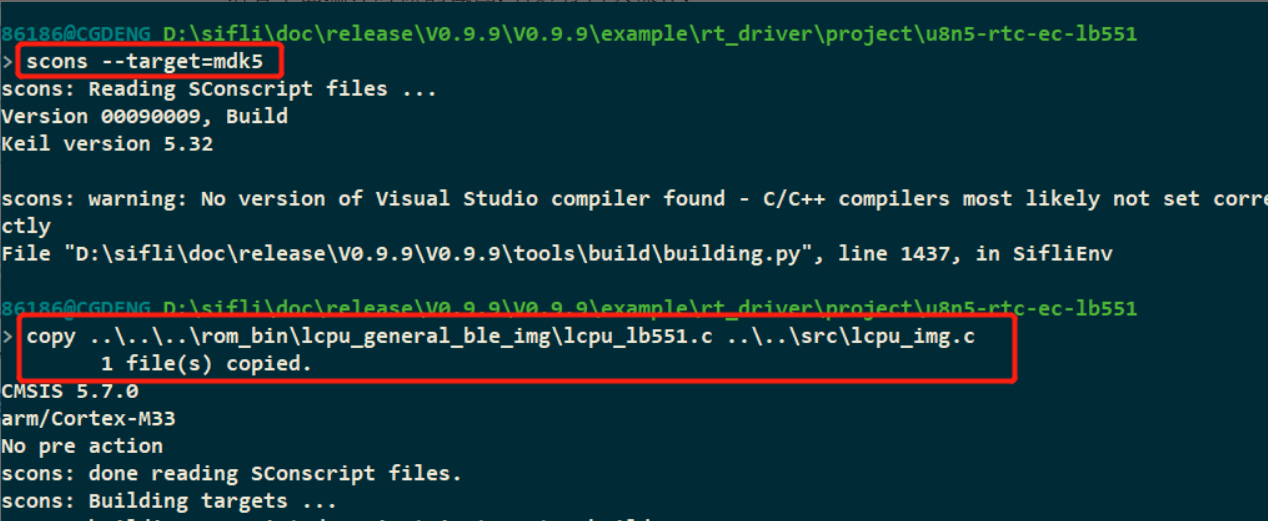 86186@CGDENG D:\sifli\doc\release\V0.9.9\V0.9.9\example\rt_driver\project\u8n5-rtc-ec-lb551
> scons --target=mdk5
scons: Reading SConscript files ...
Version 00090009, Build
Keil version 5.32
scons: warning: No version of Visual Studio compiler found - C/C++ compilers most likely not set corre
ctly
File "D:\sifli\doc\release\V0.9.9\V0.9.9\tools\build\building.py", line 1437, in SifliEnv
86186@CGDENG D:\sifli\doc\release\V0.9.9\V0.9.9\example\rt_driver\project\u8n5-rtc-ec-lb551
> copy ..\..\..\rom_bin\lcpu_general_ble_img\lcpu_lb551.c ..\..\src\lcpu_img.c
1 file(s) copied.
CMSIS 5.7.0
arm/Cortex-M33
No pre action
scons: done reading SConscript files.
scons: Building targets ...